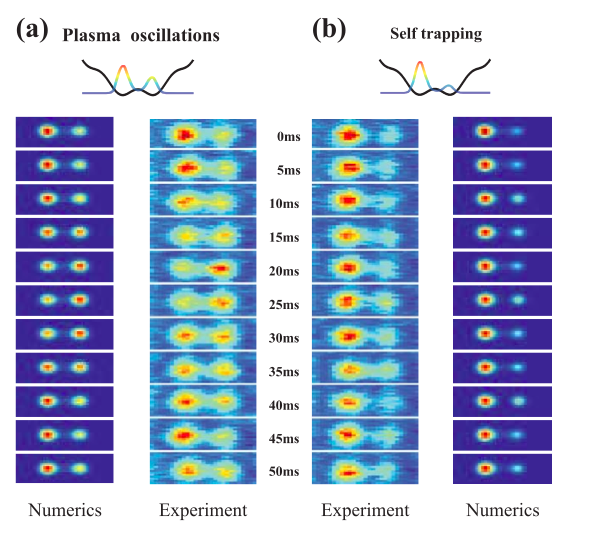 (a) Plasma oscillations
(b) Self trapping
0ms
5ms
10ms
15ms
20ms
25ms
30ms
35ms
40ms
45ms
50ms
Numerics
Experiment
Experiment
Numerics